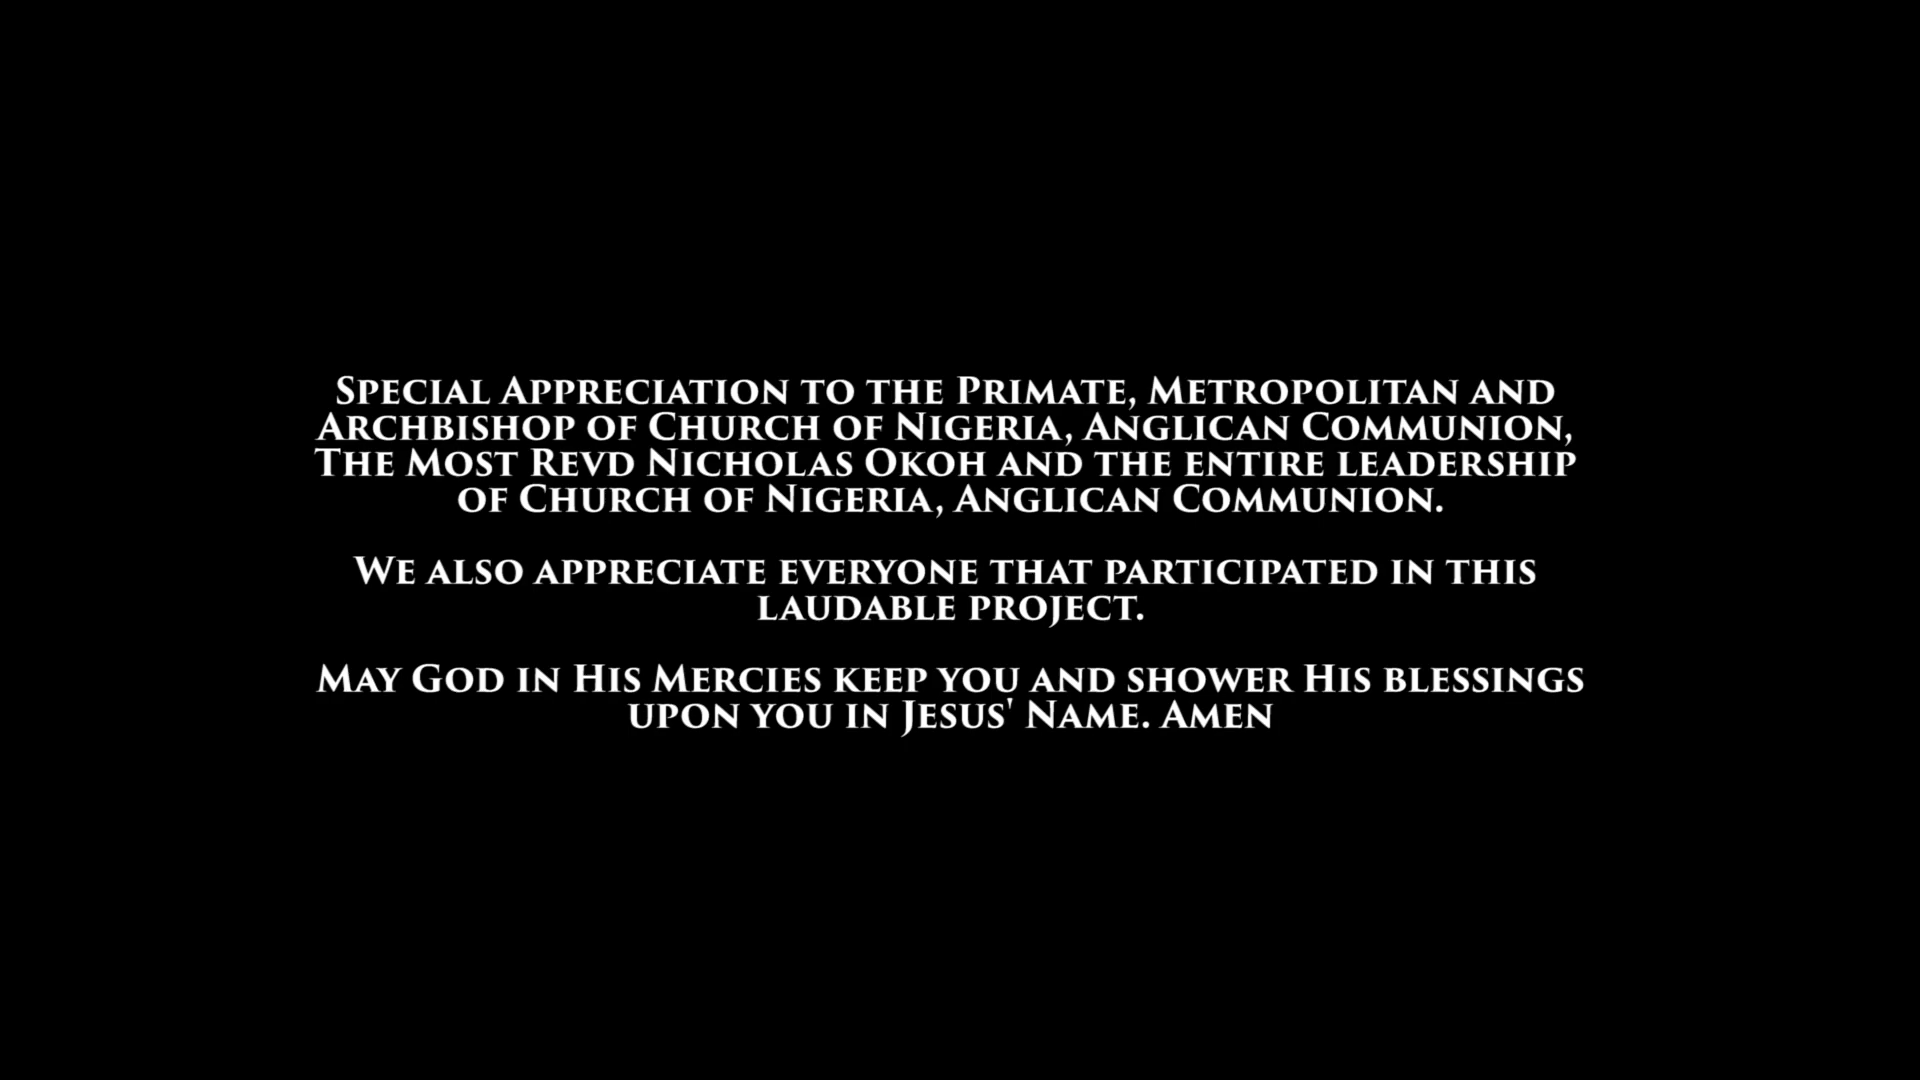 Special Appreciation to the Primate, Metropolitan and
Archbishop of Church of Nigeria, Anglican Communion,
The Most Revd Nicholas Okoh and the entire leadership
of Church of Nigeria, Anglican Communion.
We also appreciate everyone that participated in this
laudable project.
May God in His Mercies keep you and shower His blessings
upon you in Jesus' Name. Amen